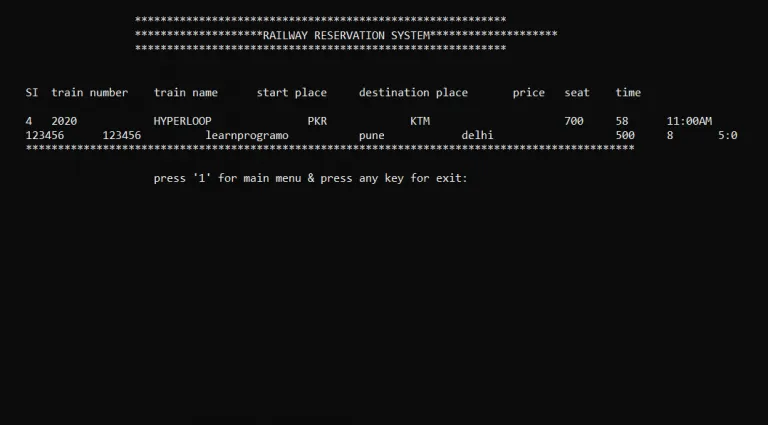 **********************************************************
********************RAILWAY RESERVATION SYSTEM********************
**********************************************************
SI train number train name start place destination place price seat time
4 2020 HYPERLOOP PKR KTM 700 58 11:00AM
123456 123456 learnprogramo pune delhi 500 8 5:0
***********************************************************************************************
press '1' for main menu & press any key for exit: